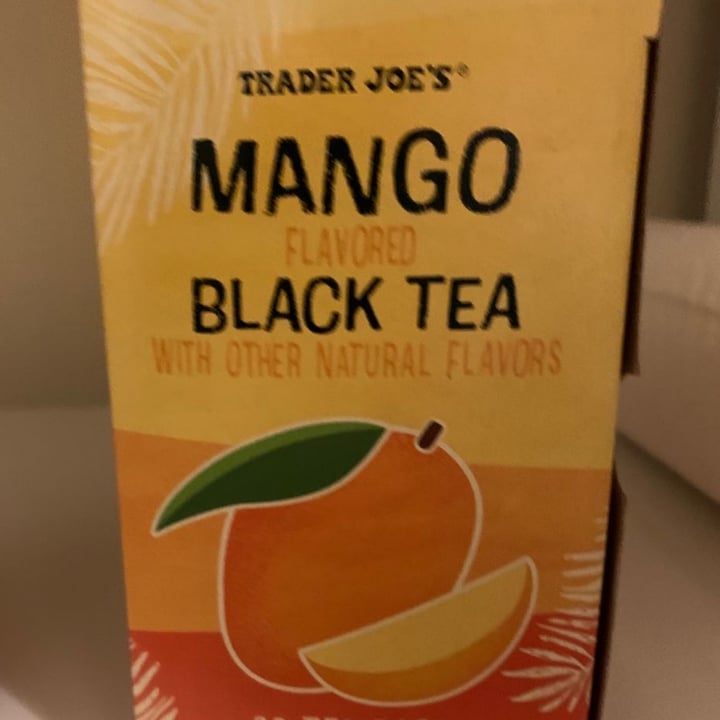 TRADER JOE'S®
MANGO
FLAVORED
BLACK TEA
WITH OTHER NATURAL FLAVORS